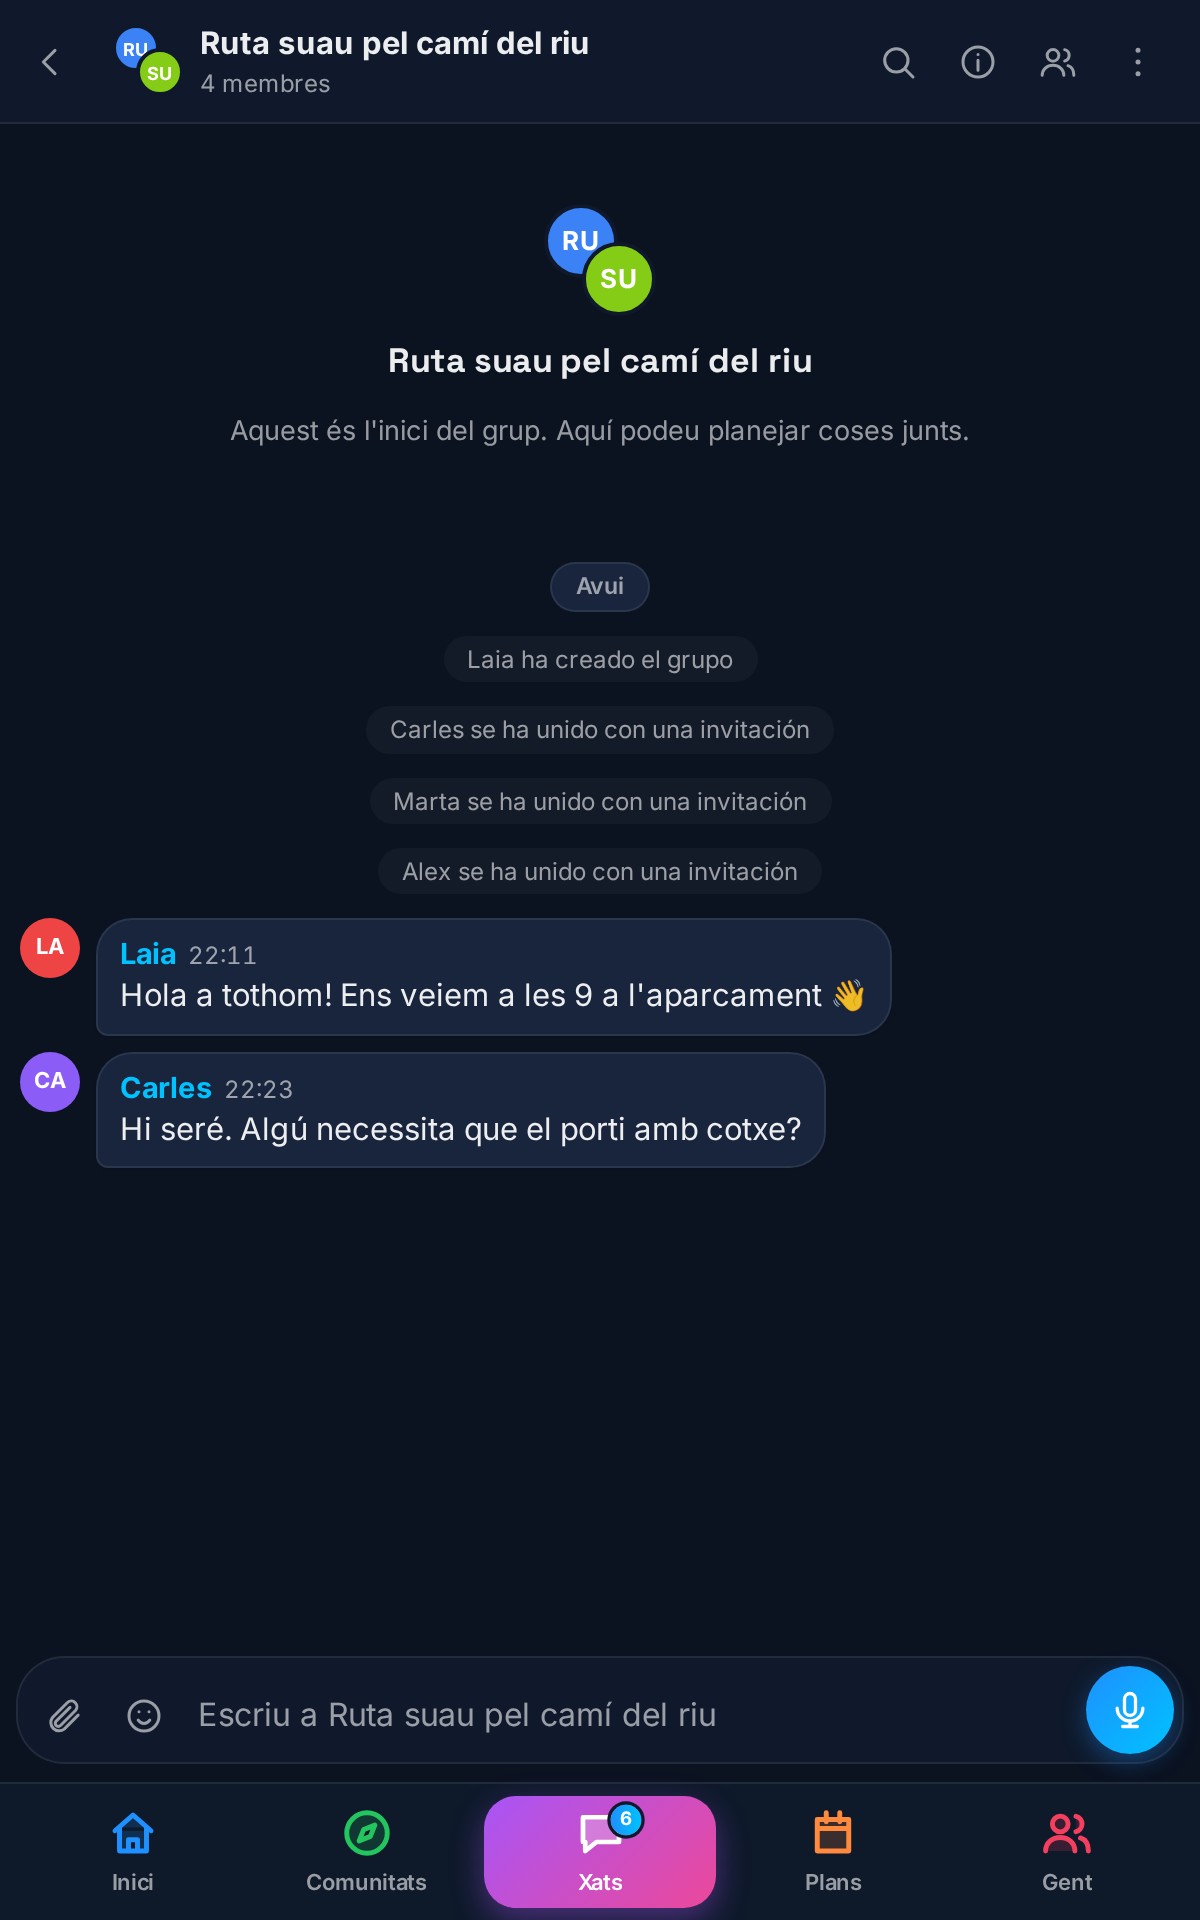 RU
SU
Ruta suau pel camí del riu
4 membres
RU
SU
Ruta suau pel camí del riu
Aquest és l'inici del grup. Aquí podeu planejar coses junts.
Avui
Laia ha creado el grupo
Carles se ha unido con una invitación
Marta se ha unido con una invitación
Alex se ha unido con una invitación
LA
Laia 22:11
Hola a tothom! Ens veiem a les 9 a l'aparcament 👋
CA
Carles 22:23
Hi seré. Algú necessita que el porti amb cotxe?
Escriu a Ruta suau pel camí del riu
6
Inici
Comunitats
Xats
Plans
Gent